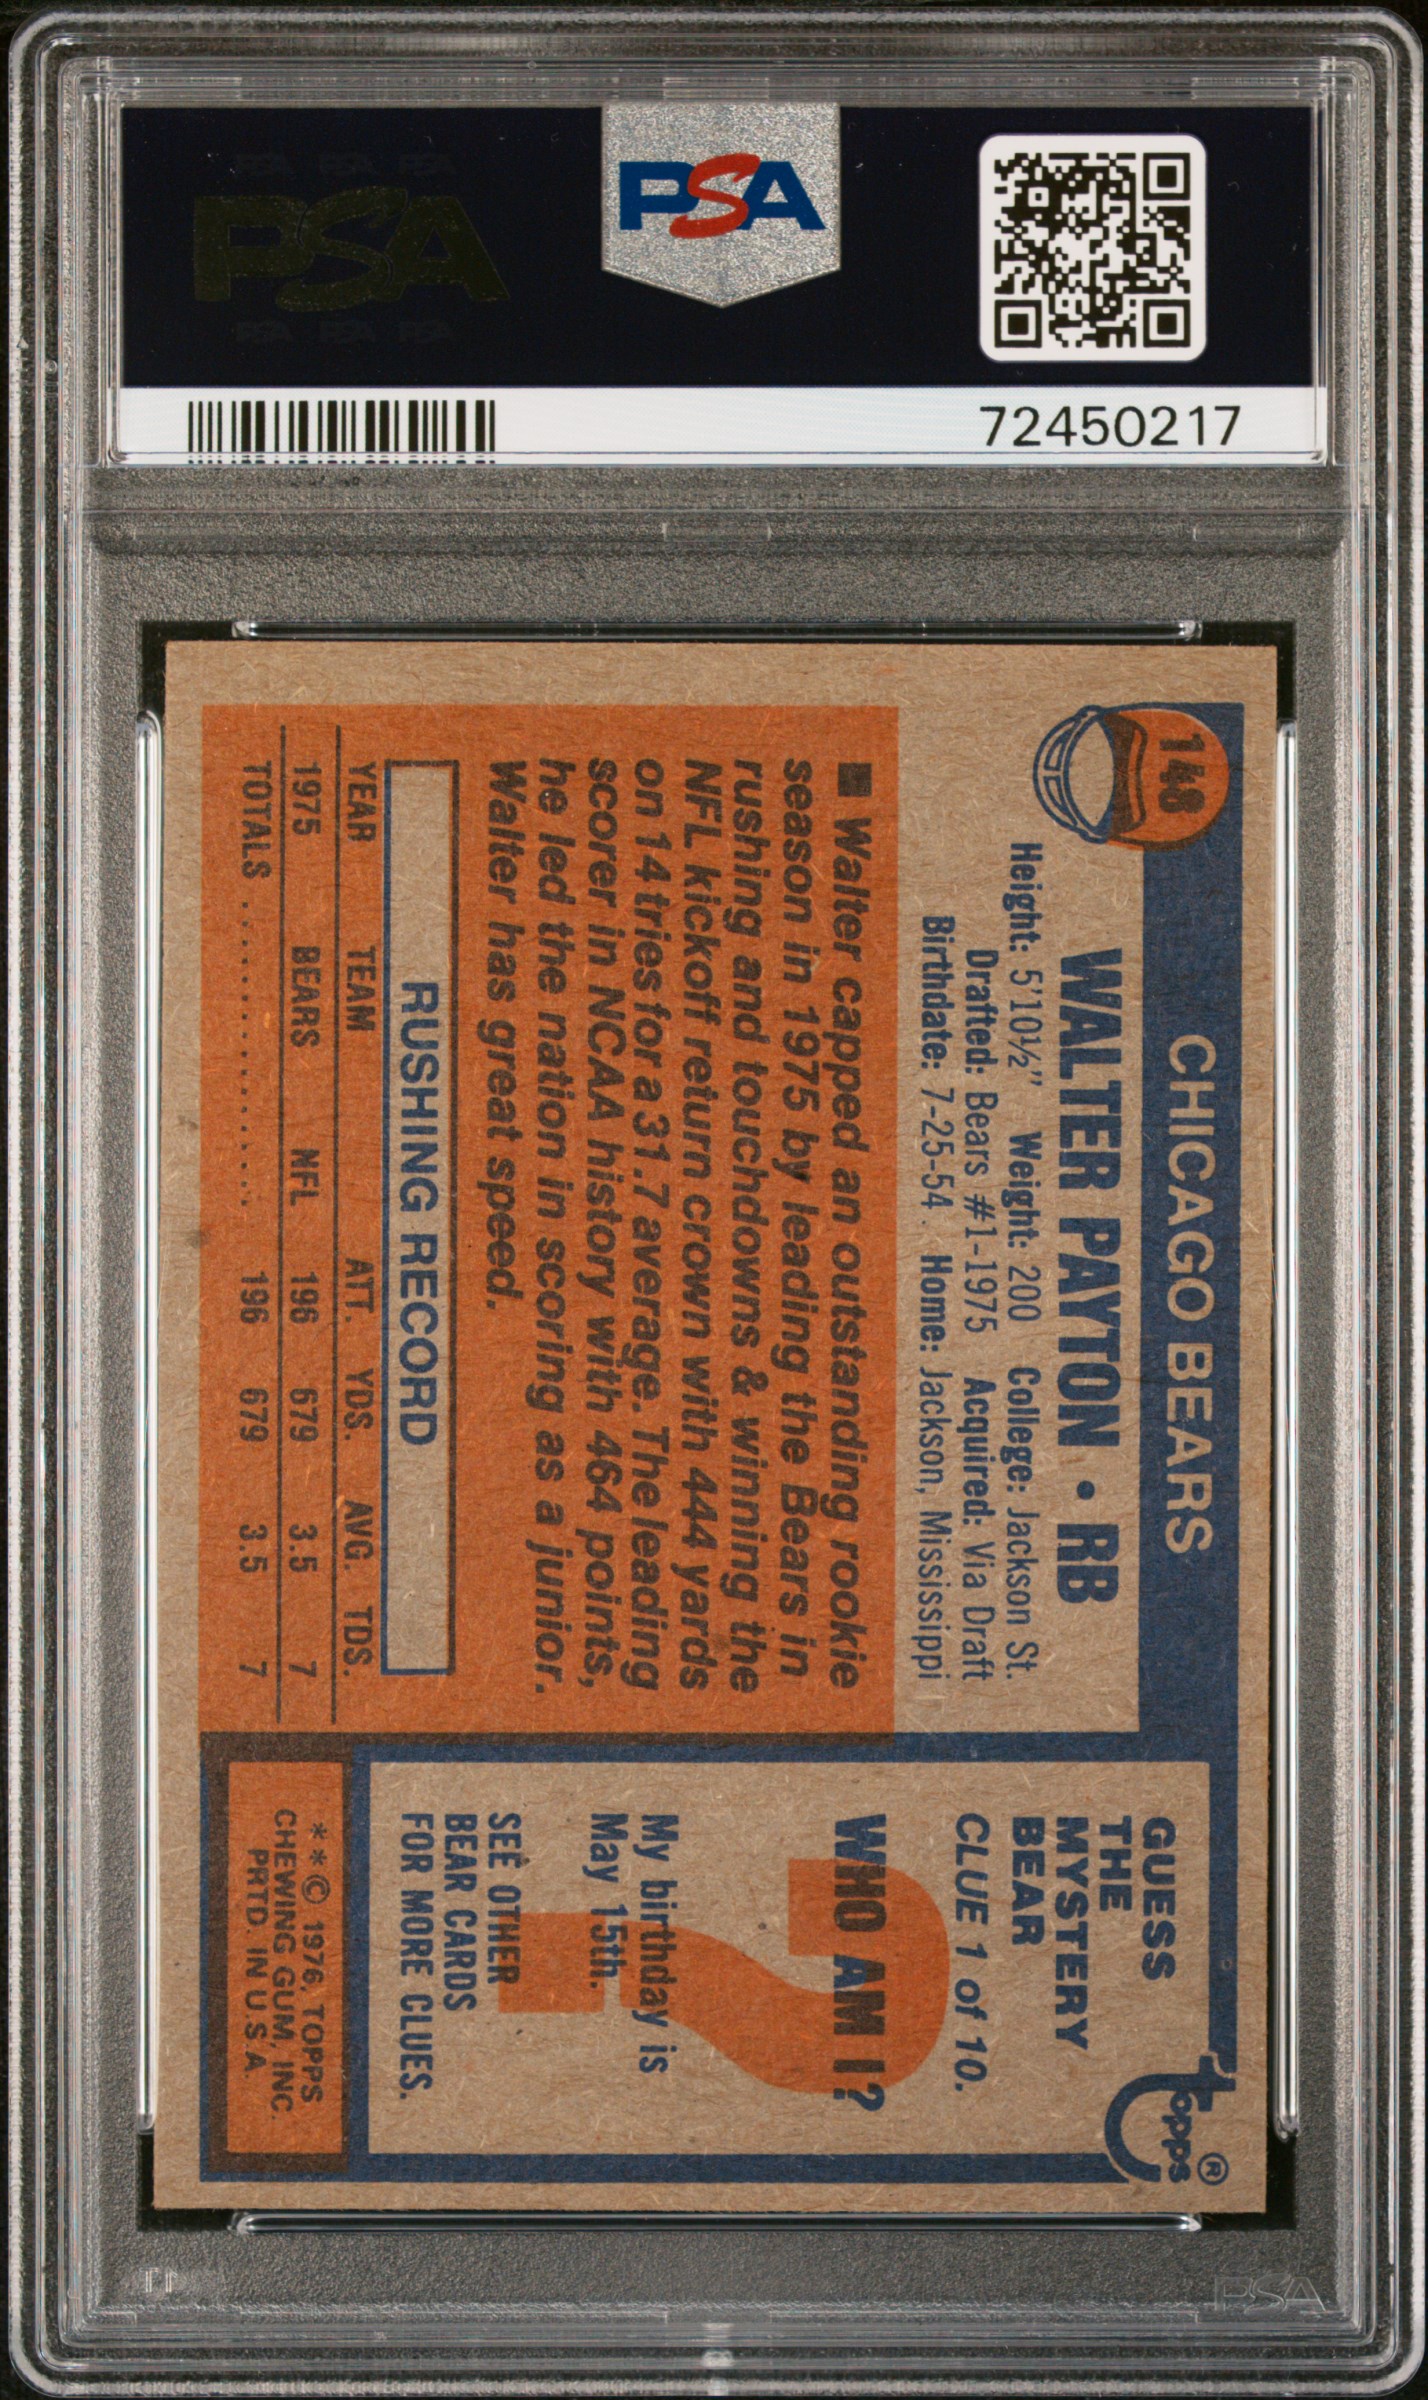 PSA
PSA
72450217
148
CHICAGO BEARS
WALTER PAYTON • RB
Height: 5'10½" Weight: 200 College: Jackson St.
Drafted: Bears #1-1975 Acquired: Via Draft
Birthdate: 7-25-54 Home: Jackson, Mississippi
■ Walter capped an outstanding rookie
season in 1975 by leading the Bears in
rushing and touchdowns & winning the
NFL kickoff return crown with 444 yards
on 14 tries for a 31.7 average. The leading
scorer in NCAA history with 464 points,
he led the nation in scoring as a junior.
Walter has great speed.
RUSHING RECORD
YEAR TEAM ATT. YDS. AVG. TDS.
1975 BEARS NFL 196 679 3.5 7
TOTALS . . . . . . . . . . . . . . . . . 196 679 3.5 7
topps®
GUESS
THE
MYSTERY
BEAR
CLUE 1 of 10.
WHO AM I?
?
My birthday is
May 15th.
SEE OTHER
BEAR CARDS
FOR MORE CLUES.
**© 1976, TOPPS
CHEWING GUM, INC.
PRTD. IN U.S.A.
PSA